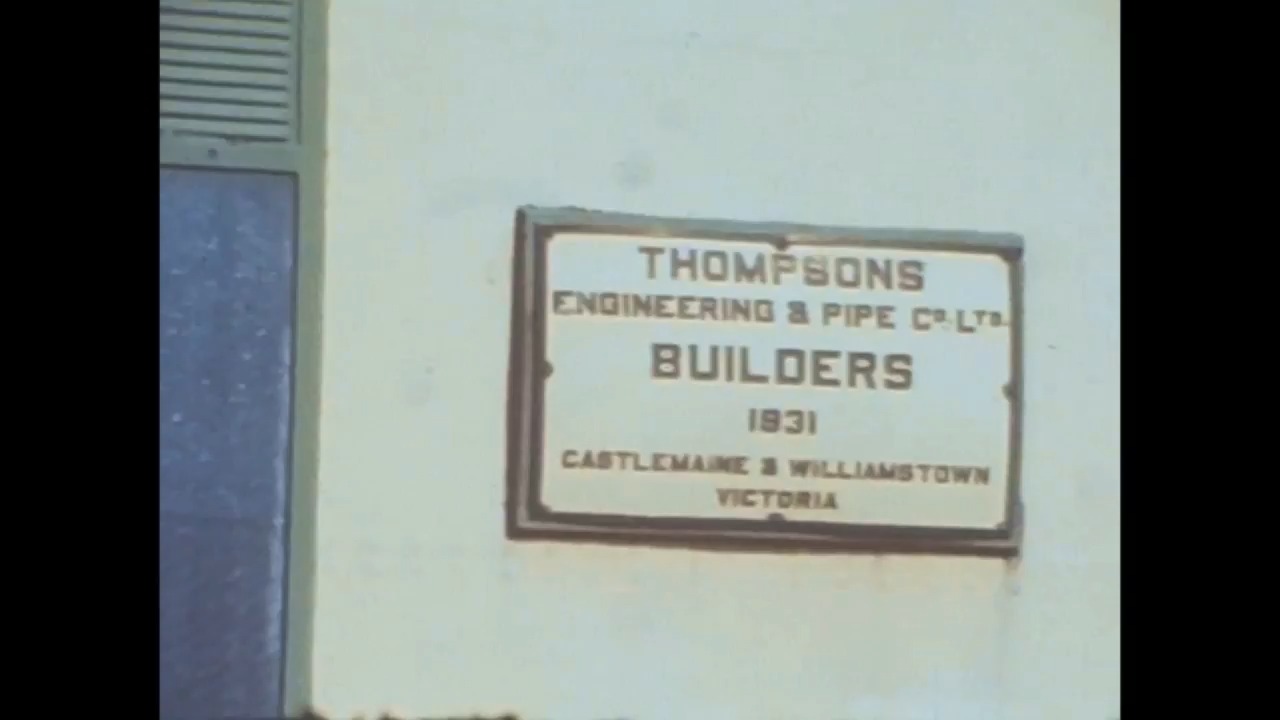 THOMPSONS
ENGINEERING & PIPE CO. LTD.
BUILDERS
1931
CASTLEMAINE & WILLIAMSTOWN
VICTORIA